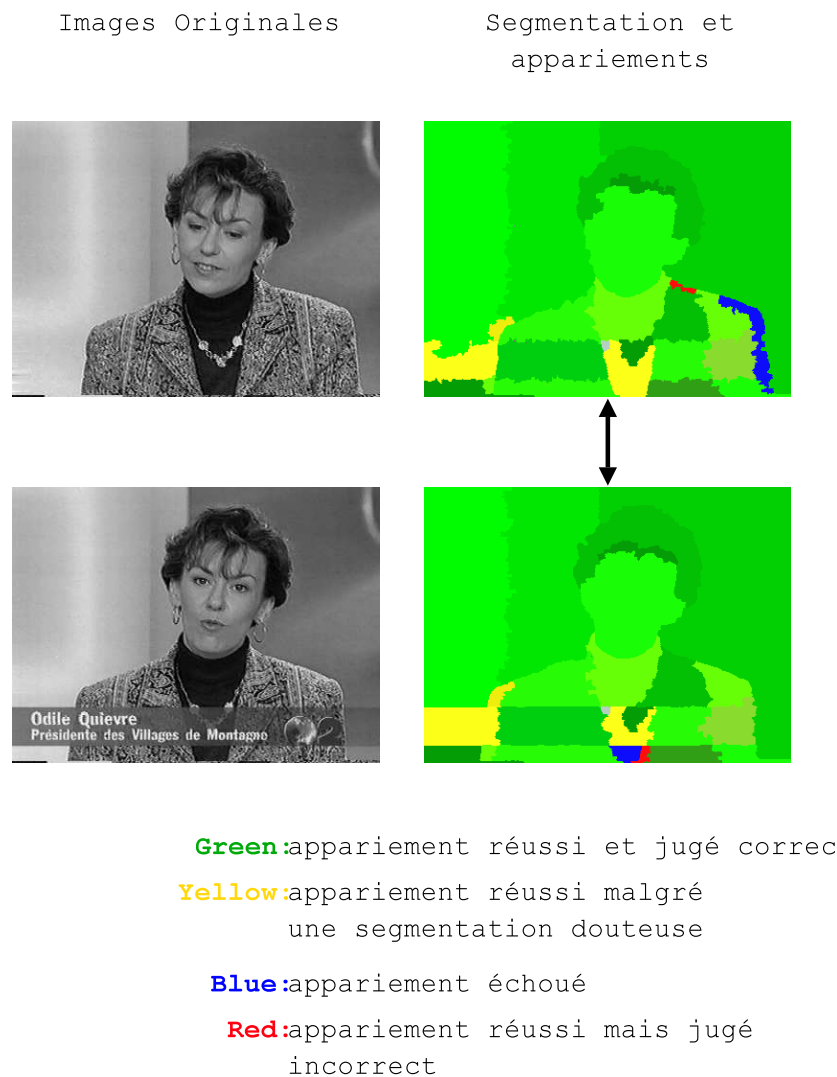 Images Originales
Segmentation et
appariements
Odile Quievre
Présidente des Villages de Montagne
Green:appariement réussi et jugé correc
Yellow:appariement réussi malgré
une segmentation douteuse
Blue:appariement échoué
Red:appariement réussi mais jugé
incorrect